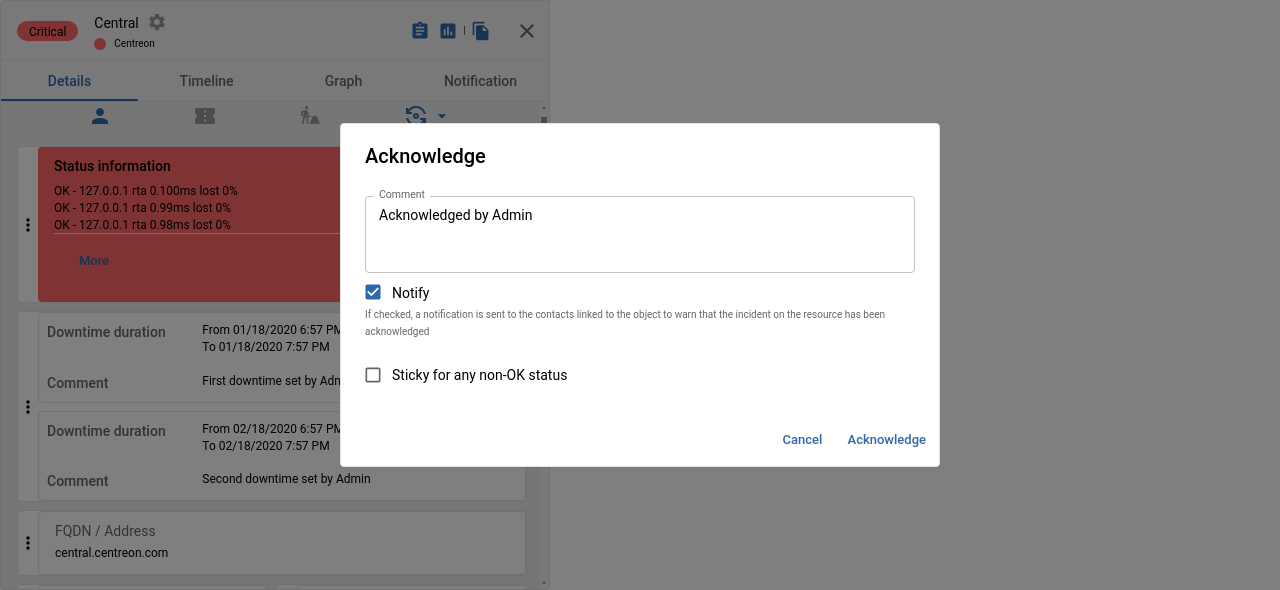 Critical
Central
Centreon
Details
Timeline
Graph
Notification
Status information
OK - 127.0.0.1 rta 0.100ms lost 0%
OK - 127.0.0.1 rta 0.99ms lost 0%
OK - 127.0.0.1 rta 0.98ms lost 0%
More
Downtime duration
From 01/18/2020 6:57 PM
To 01/18/2020 7:57 PM
Comment
First downtime set by Adm
Downtime duration
From 02/18/2020 6:57 PM
To 02/18/2020 7:57 PM
Comment
Second downtime set by Admin
FQDN / Address
central.centreon.com
Acknowledge
Comment
Acknowledged by Admin
Notify
If checked, a notification is sent to the contacts linked to the object to warn that the incident on the resource has been
acknowledged
Sticky for any non-OK status
Cancel
Acknowledge